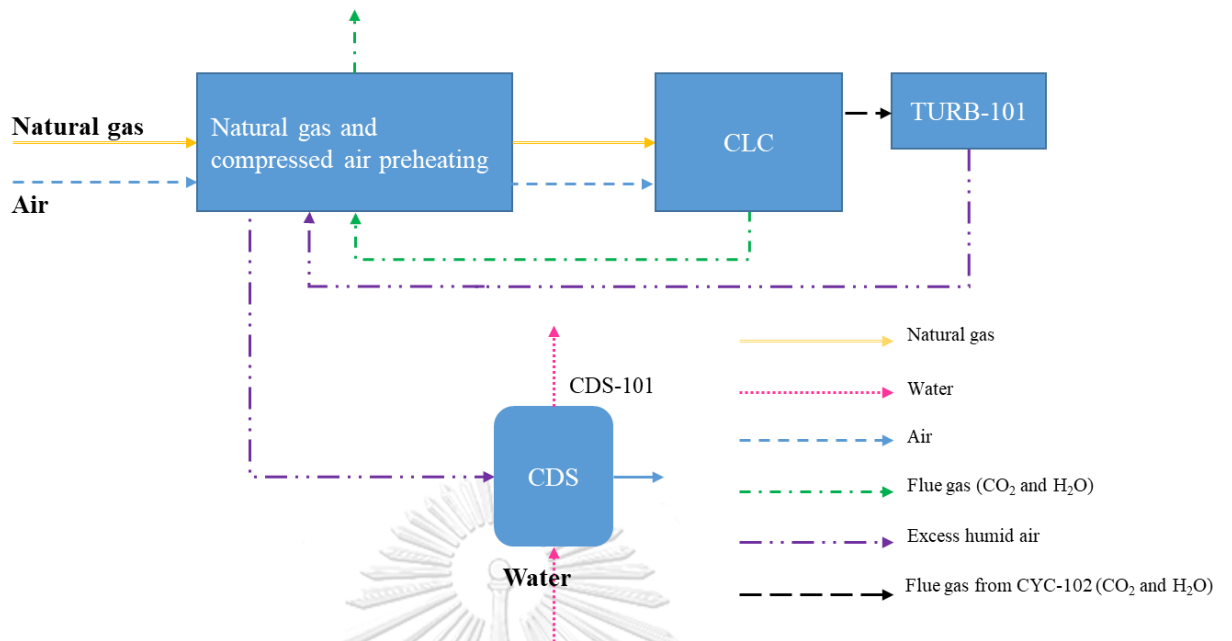 Natural gas
Air
Natural gas and
compressed air preheating
CLC
TURB-101
CDS-101
CDS
Water
Natural gas
Water
Air
Flue gas (CO₂ and H₂O)
Excess humid air
Flue gas from CYC-102 (CO₂ and H₂O)